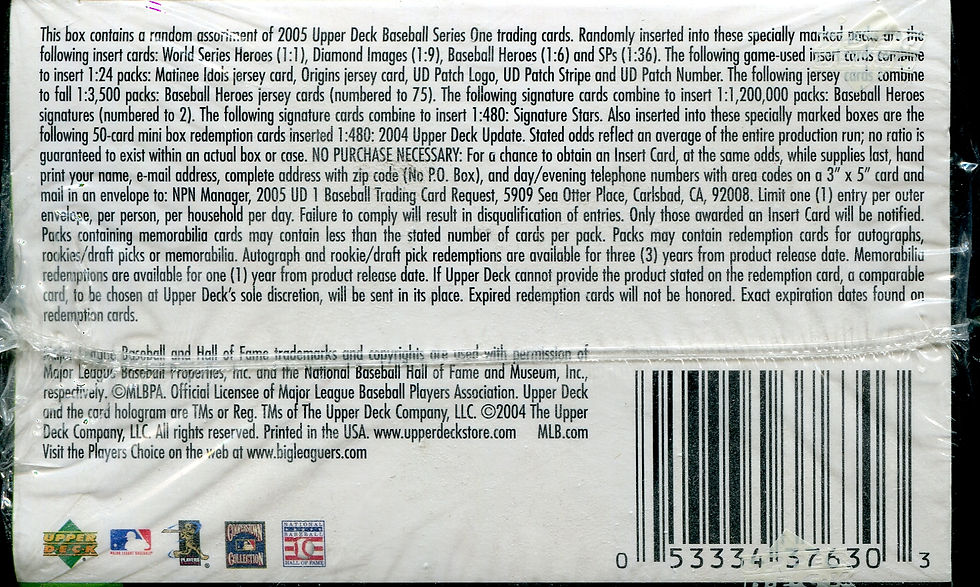 This box contains a random assortment of 2005 Upper Deck Baseball Series One trading cards. Randomly inserted into these specially marked packs are the
following insert cards: World Series Heroes (1:1), Diamond Images (1:9), Baseball Heroes (1:6) and SPs (1:36). The following game-used insert cards combine
to insert 1:24 packs: Matinee Idols jersey card, Origins jersey card, UD Patch Logo, UD Patch Stripe and UD Patch Number. The following jersey cards combine
to fall 1:3,500 packs: Baseball Heroes jersey cards (numbered to 75). The following signature cards combine to insert 1:1,200,000 packs: Baseball Heroes
signatures (numbered to 2). The following signature cards combine to insert 1:480: Signature Stars. Also inserted into these specially marked boxes are the
following 50-card mini box redemption cards inserted 1:480: 2004 Upper Deck Update. Stated odds reflect an average of the entire production run; no ratio is
guaranteed to exist within an actual box or case. NO PURCHASE NECESSARY: For a chance to obtain an Insert Card, at the same odds, while supplies last, hand
print your name, e-mail address, complete address with zip code (No P.O. Box), and day/evening telephone numbers with area codes on a 3" x 5" card and
mail in an envelope to: NPN Manager, 2005 UD 1 Baseball Trading Card Request, 5909 Sea Otter Place, Carlsbad, CA, 92008. Limit one (1) entry per outer
envelope, per person, per household per day. Failure to comply will result in disqualification of entries. Only those awarded an Insert Card will be notified.
Packs containing memorabilia cards may contain less than the stated number of cards per pack. Packs may contain redemption cards for autographs,
rookies/draft picks or memorabilia. Autograph and rookie/draft pick redemptions are available for three (3) years from product release date. Memorabilia
redemptions are available for one (1) year from product release date. If Upper Deck cannot provide the product stated on the redemption card, a comparable
card, to be chosen at Upper Deck's sole discretion, will be sent in its place. Expired redemption cards will not be honored. Exact expiration dates found on
redemption cards.
Major League Baseball and Hall of Fame trademarks and copyrights are used with permission of
Major League Baseball Properties, Inc. and the National Baseball Hall of Fame and Museum, Inc.,
respectively. ©MLBPA. Official Licensee of Major League Baseball Players Association. Upper Deck
and the card hologram are TMs or Reg. TMs of The Upper Deck Company, LLC. ©2004 The Upper
Deck Company, LLC. All rights reserved. Printed in the USA. www.upperdeckstore.com MLB.com
Visit the Players Choice on the web at www.bigleaguers.com
UPPER DECK
MAJOR LEAGUE BASEBALL
PLAYERS
COOPERSTOWN COLLECTION
NATIONAL BASEBALL HALL OF FAME
0 53334 37630 3